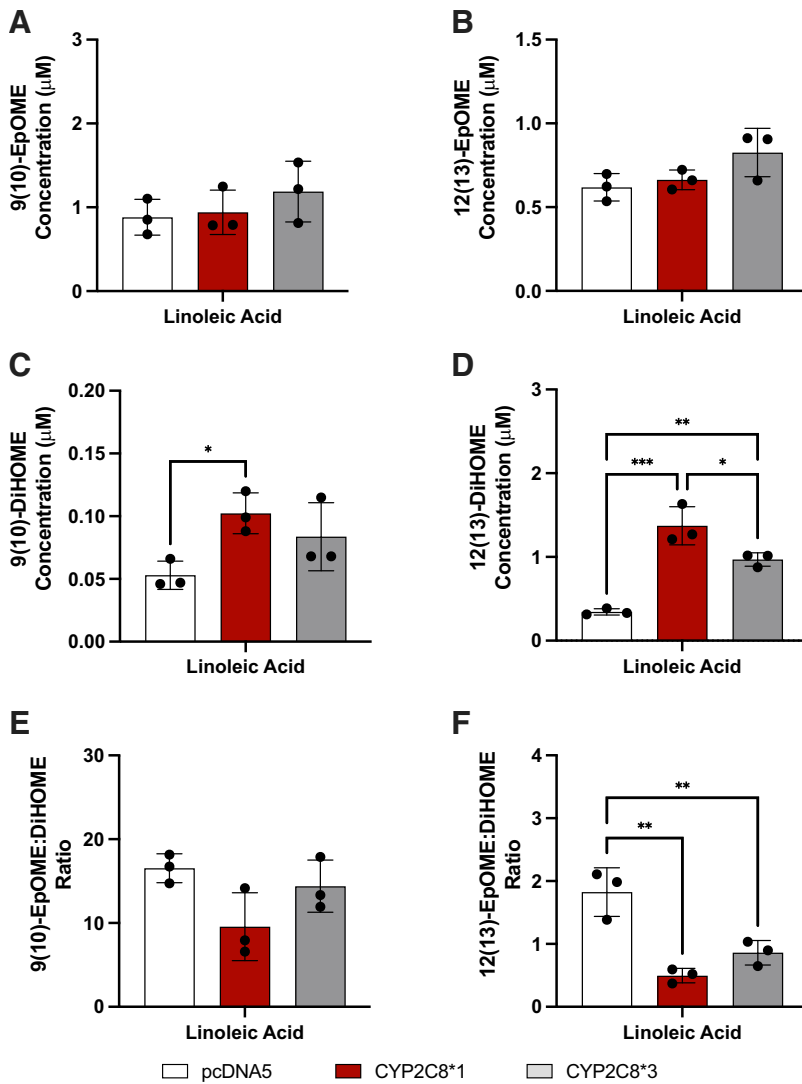 A
9(10)-EpOME
Concentration (μM)
3
2
1
0
Linoleic Acid
B
12(13)-EpOME
Concentration (μM)
1.5
1.0
0.5
0.0
Linoleic Acid
C
9(10)-DiHOME
Concentration (μM)
0.20
0.15
0.10
0.05
0.00
*
Linoleic Acid
D
12(13)-DiHOME
Concentration (μM)
3
2
1
0
**
***
*
Linoleic Acid
E
9(10)-EpOME:DiHOME
Ratio
30
20
10
0
Linoleic Acid
F
12(13)-EpOME:DiHOME
Ratio
4
3
2
1
0
**
**
Linoleic Acid
pcDNA5
CYP2C8*1
CYP2C8*3